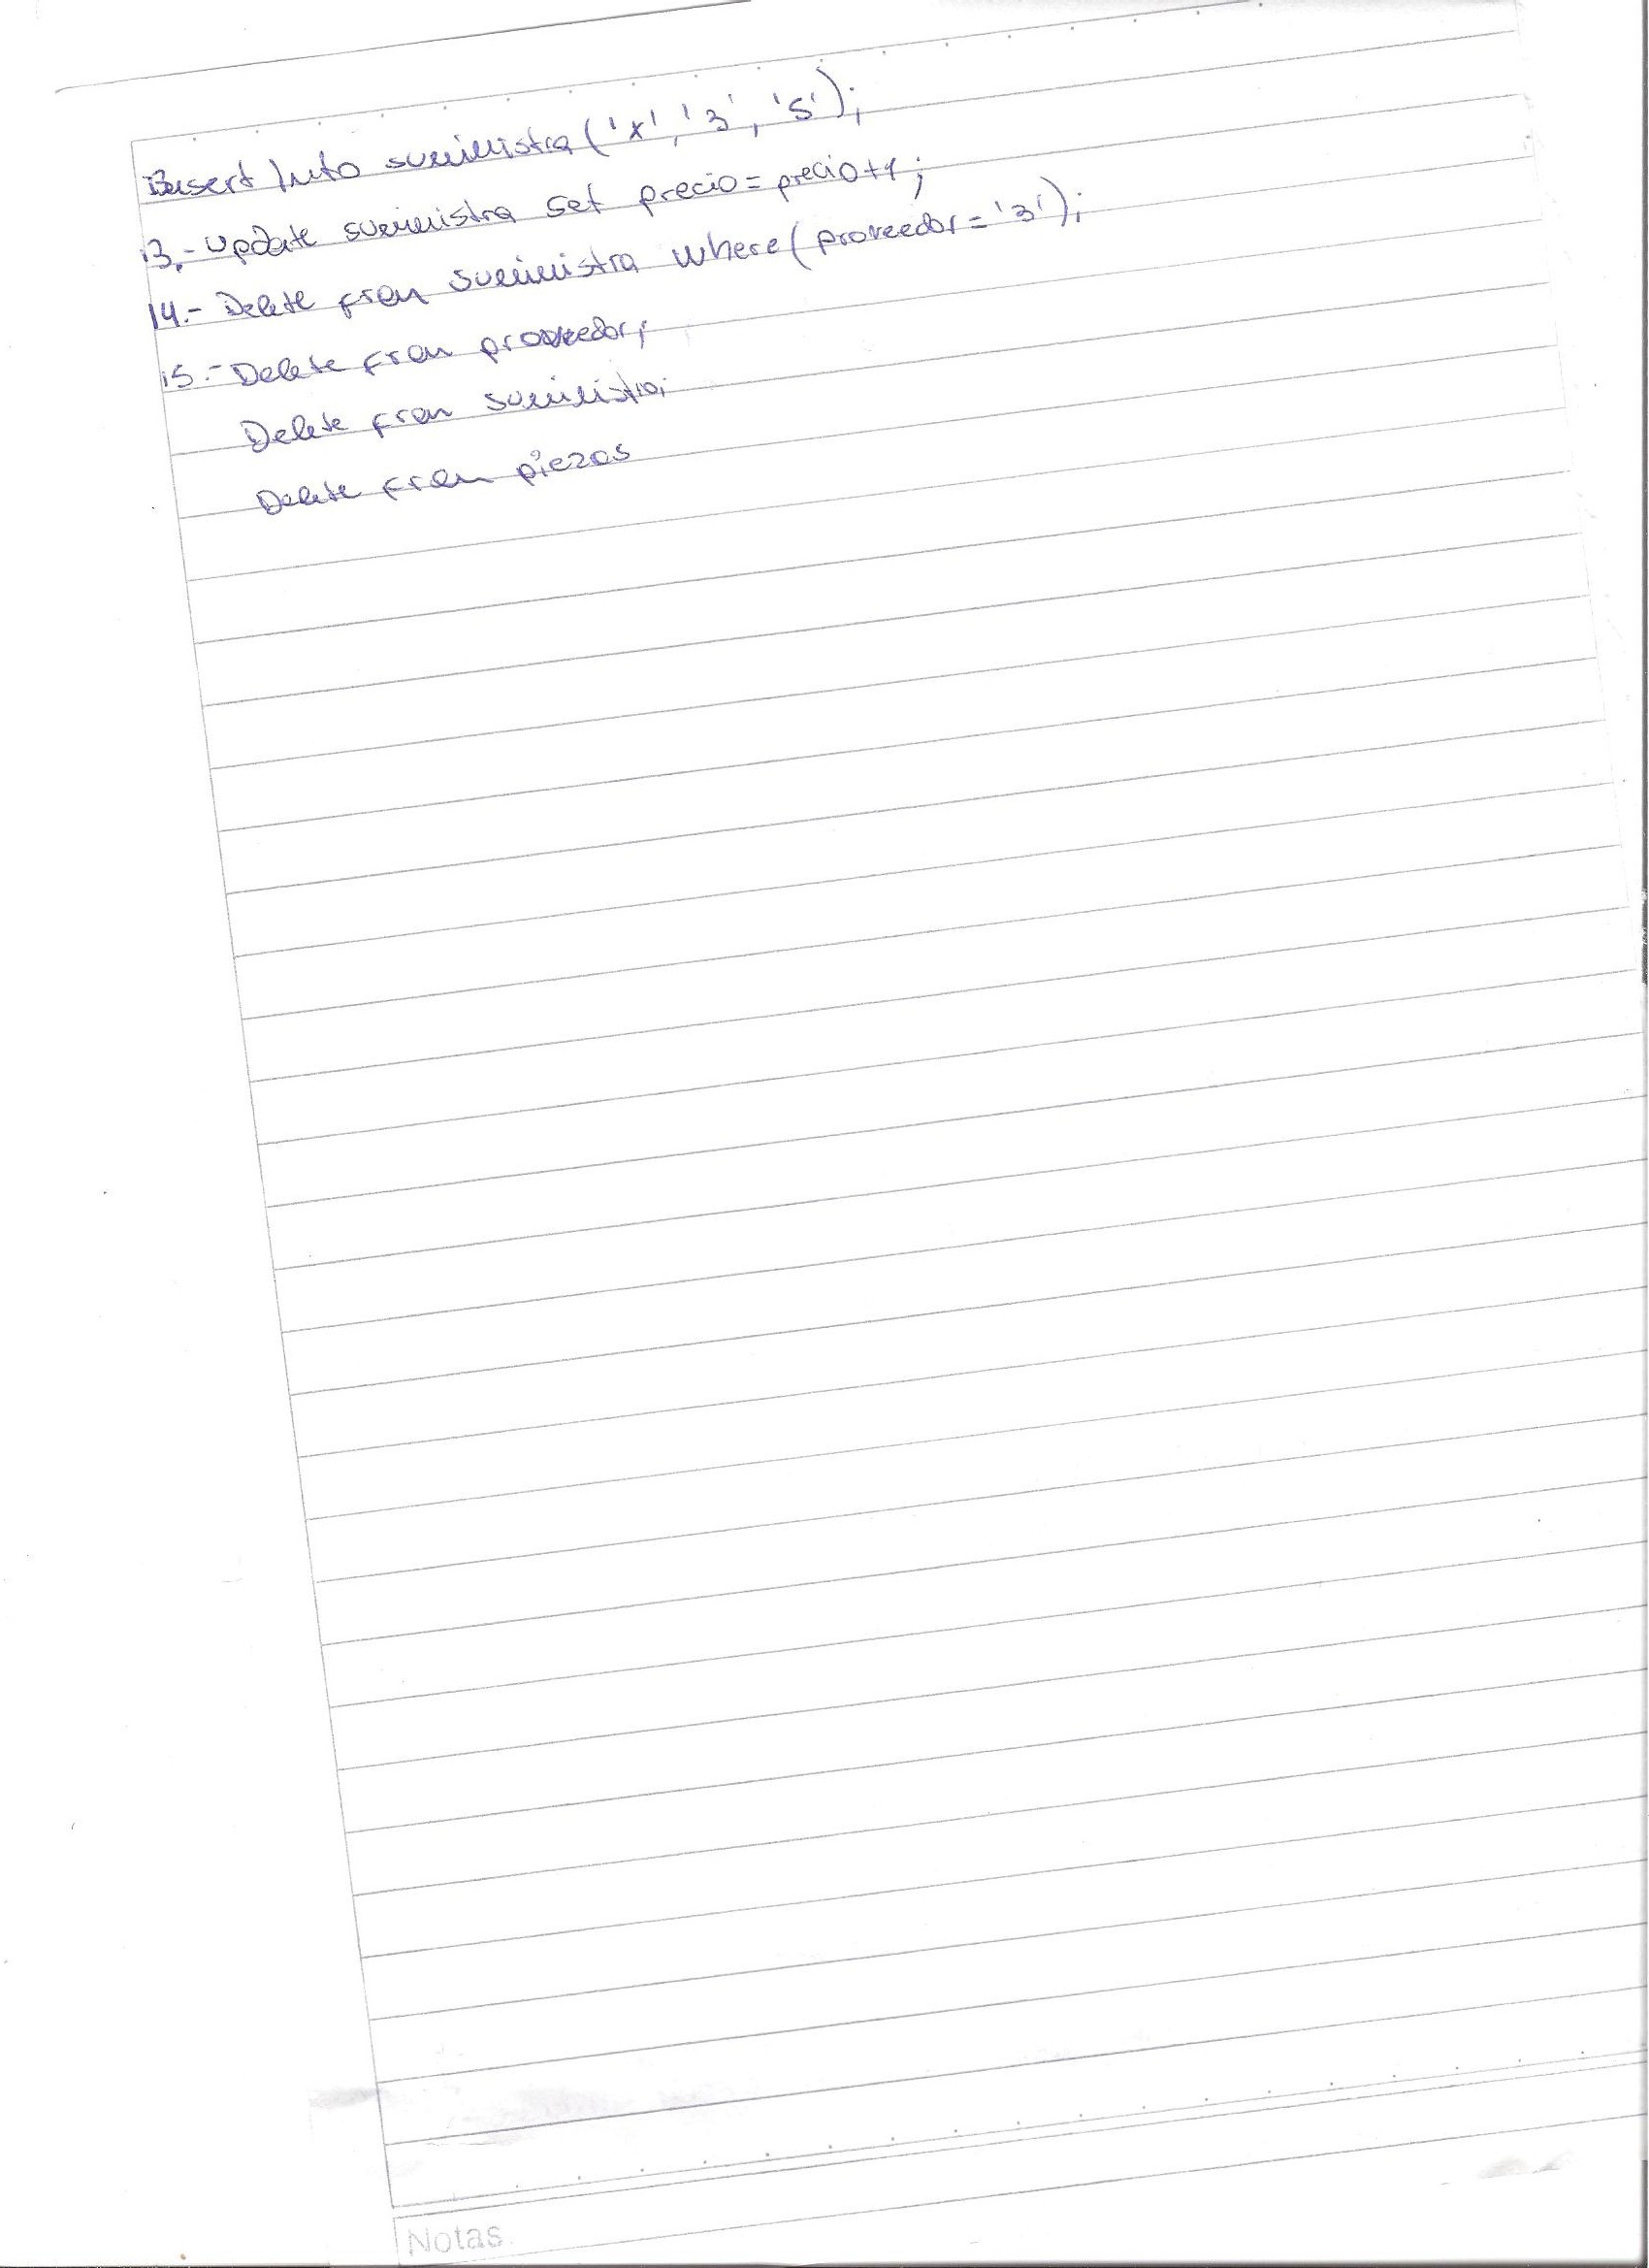 Insert Into suministra ('x', '3', '5');
13.- Update suministra set precio = precio+1;
14.- Delete from suministra where (proveedor = '3');
15.- Delete from proveedor;
Delete from suministra;
Delete from piezas
Notas